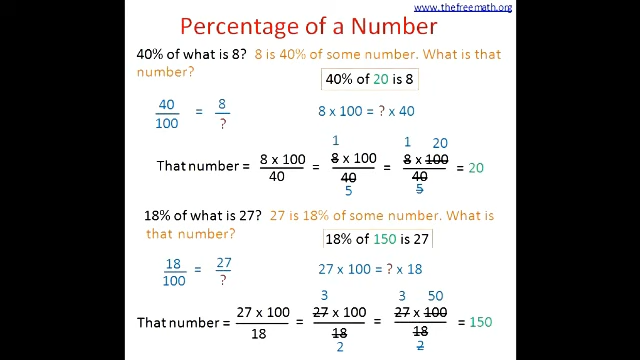 www.thefreemath.org
Percentage of a Number
40% of what is 8? 8 is 40% of some number. What is that
number?
40% of 20 is 8
40/100 = 8/?
8 x 100 = ? x 40
1 1 20
That number = 8 x 100/40 = 8 x 100/40 = 8 x 100/40 = 20
5 5
18% of what is 27? 27 is 18% of some number. What is
that number?
18% of 150 is 27
18/100 = 27/?
27 x 100 = ? x 18
3 3 50
That number = 27 x 100/18 = 27 x 100/18 = 27 x 100/18 = 150
2 2